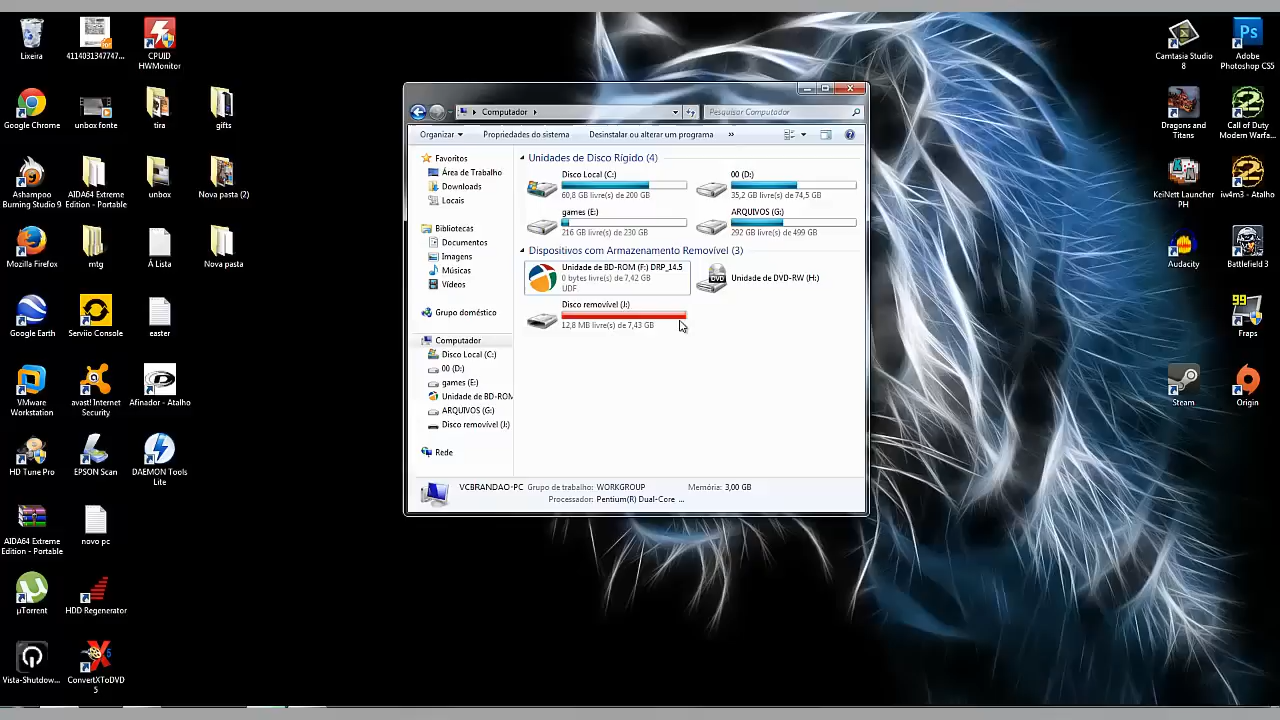 Lixeira
4114031347747...
CPUID
HWMonitor
Google Chrome
unbox fonte
tira
gifts
Ashampoo
Burning Studio 9
AIDA64 Extreme
Edition - Portable
unbox
Nova pasta (2)
Mozilla Firefox
mtg
Á Lista
Nova pasta
Google Earth
Serviio Console
easter
VMware
Workstation
avast! Internet
Security
Afinador - Atalho
HD Tune Pro
EPSON Scan
DAEMON Tools
Lite
AIDA64 Extreme
Edition - Portable
novo pc
µTorrent
HDD Regenerator
Vista-Shutdow...
ConvertXToDVD
5
Computador
Pesquisar Computador
Organizar
Propriedades do sistema
Desinstalar ou alterar um programa
»
Favoritos
Área de Trabalho
Downloads
Locais
Bibliotecas
Documentos
Imagens
Músicas
Vídeos
Grupo doméstico
Computador
Disco Local (C:)
00 (D:)
games (E:)
Unidade de BD-ROM
ARQUIVOS (G:)
Disco removível (J:)
Rede
Unidades de Disco Rígido (4)
Disco Local (C:)
60,8 GB livre(s) de 200 GB
00 (D:)
35,2 GB livre(s) de 74,5 GB
games (E:)
216 GB livre(s) de 230 GB
ARQUIVOS (G:)
292 GB livre(s) de 499 GB
Dispositivos com Armazenamento Removível (3)
Unidade de BD-ROM (F:) DRP_14.5
0 bytes livre(s) de 7,42 GB
UDF
DVD
Unidade de DVD-RW (H:)
Disco removível (J:)
12,8 MB livre(s) de 7,43 GB
VCBRANDAO-PC
Grupo de trabalho: WORKGROUP
Memória: 3,00 GB
Processador: Pentium(R) Dual-Core ...
Camtasia Studio
8
Ps
Adobe
Photoshop CS5
Dragons and
Titans
2
Call of Duty
Modern Warfa...
KeiNett Launcher
PH
2
iw4m3 - Atalho
Audacity
Battlefield 3
99
Fraps
Steam
Origin